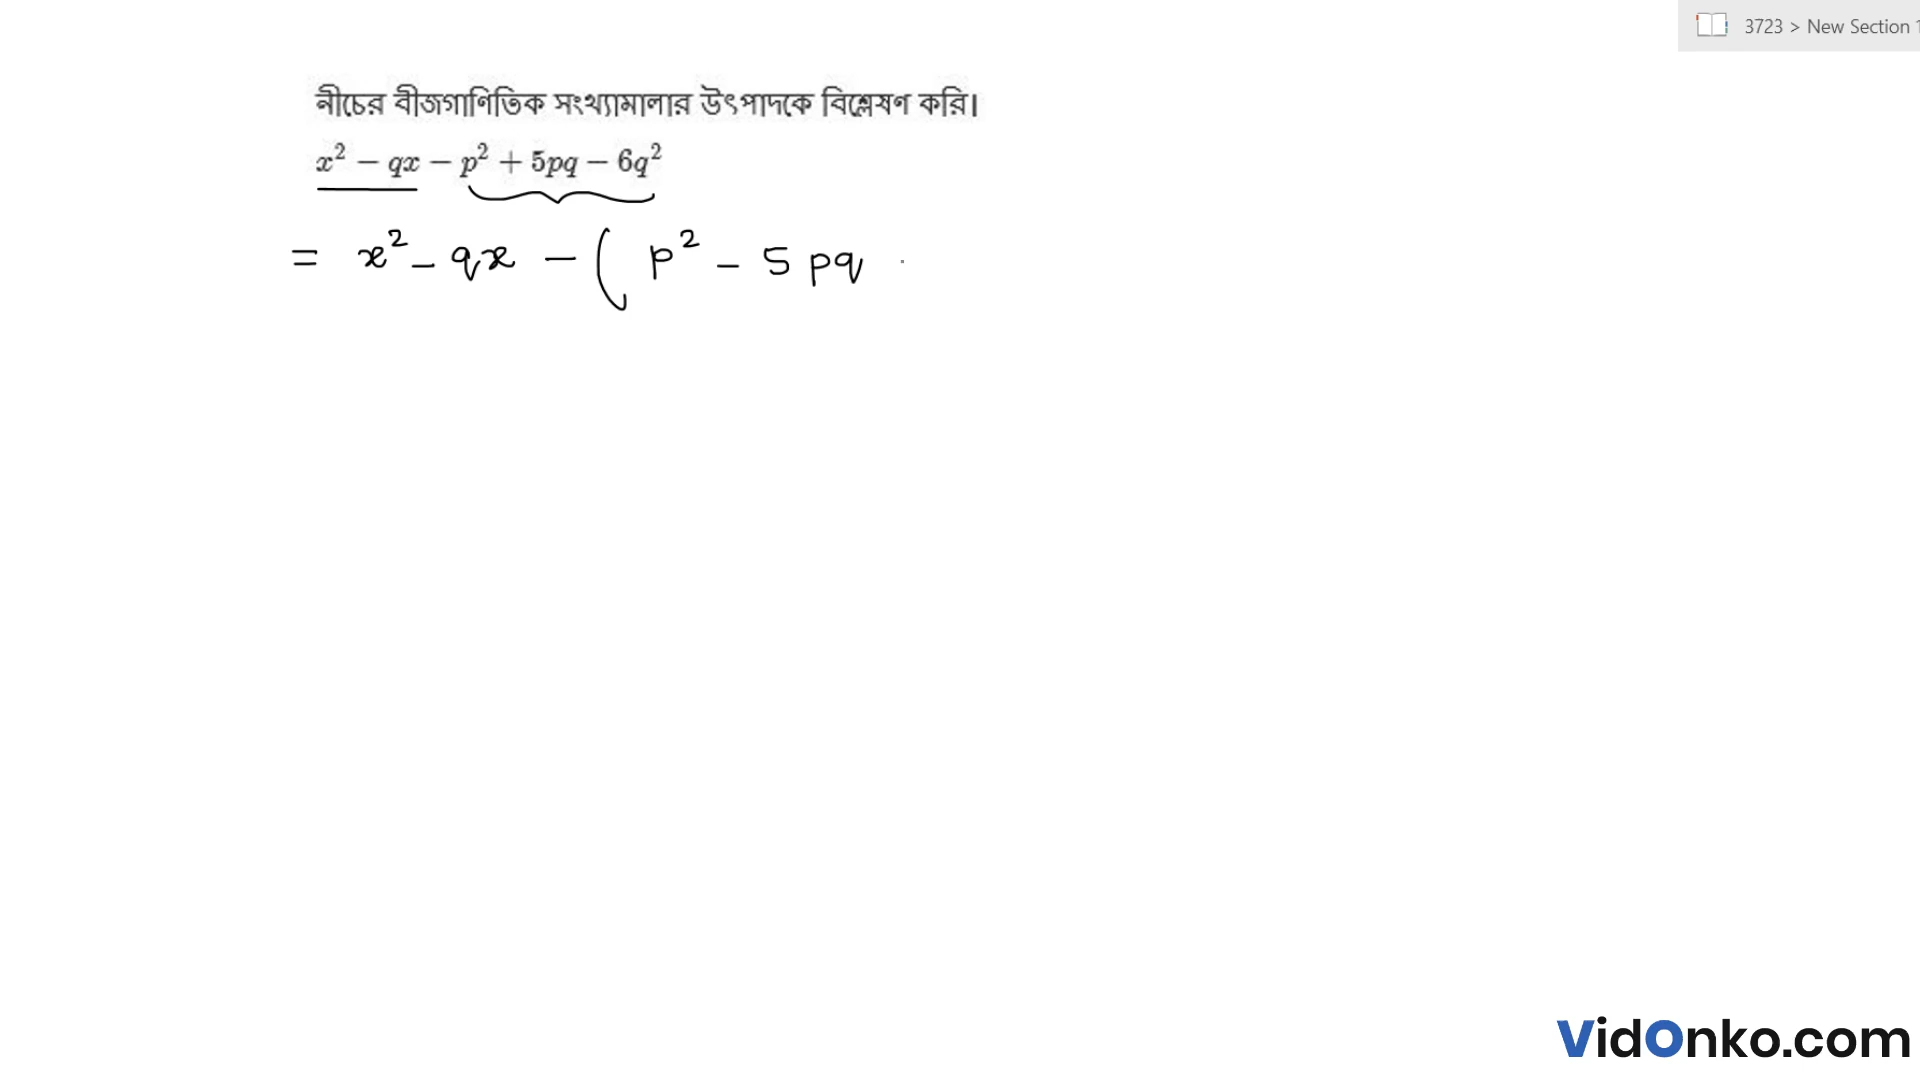 3723 > New Section 1
নীচের বীজগাণিতিক সংখ্যামালার উৎপাদকে বিশ্লেষণ করি।
x² − qx − p² + 5pq − 6q²
= x² − qx − ( p² − 5pq
VidOnko.com